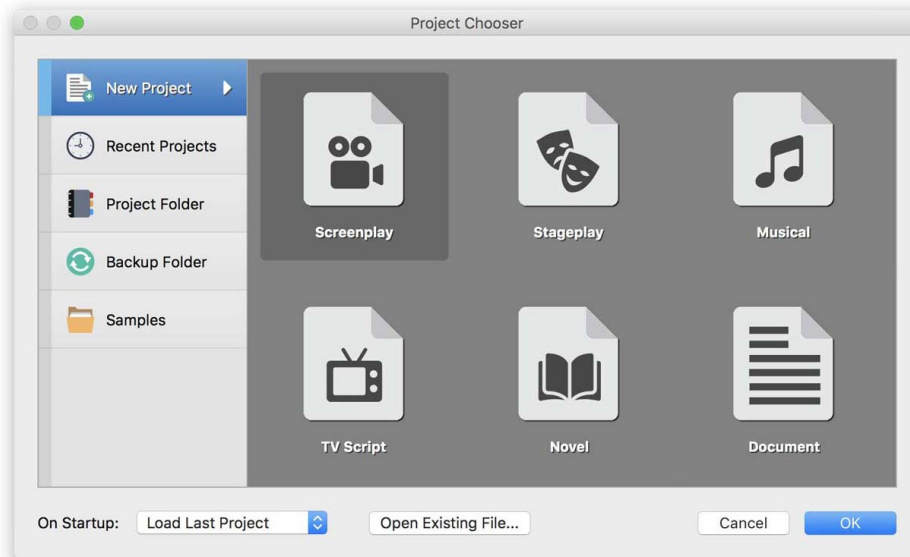 Project Chooser
New Project
Recent Projects
Project Folder
Backup Folder
Samples
Screenplay
Stageplay
Musical
TV Script
Novel
Document
On Startup:
Load Last Project
Open Existing File...
Cancel
OK